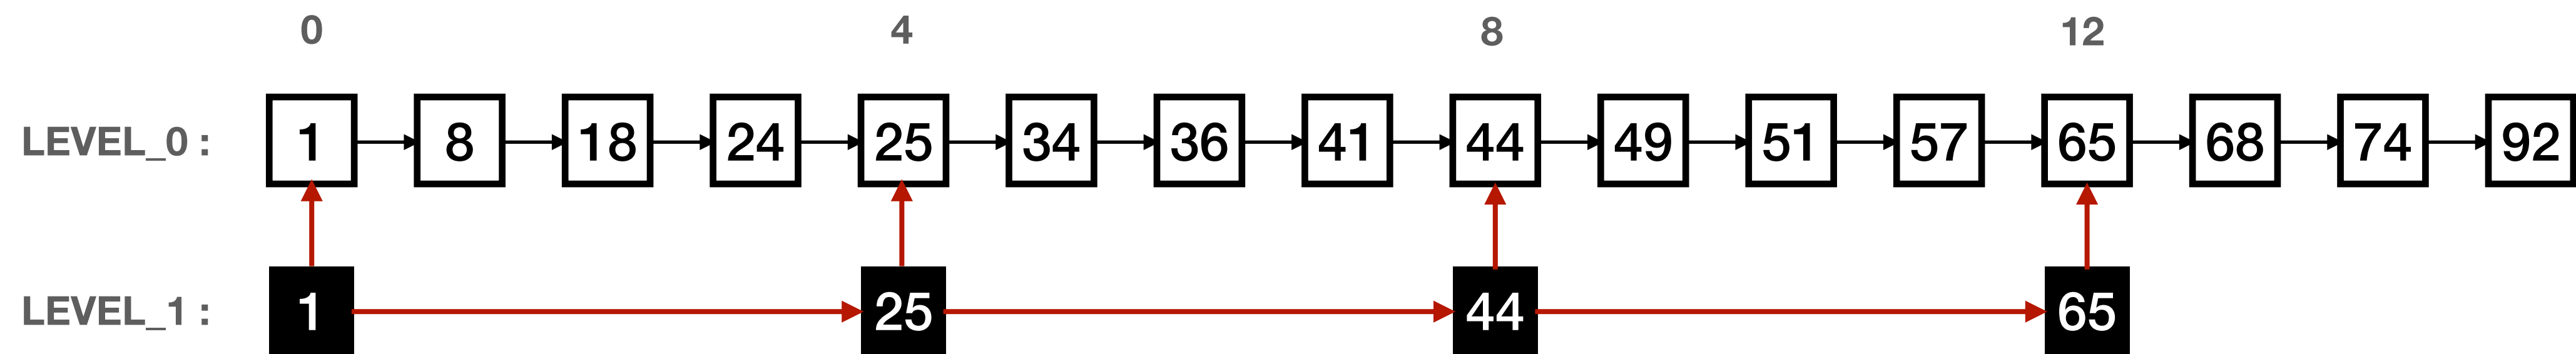 0 4 8 12
LEVEL_0 : 1 8 18 24 25 34 36 41 44 49 51 57 65 68 74 92
LEVEL_1 : 1 25 44 65